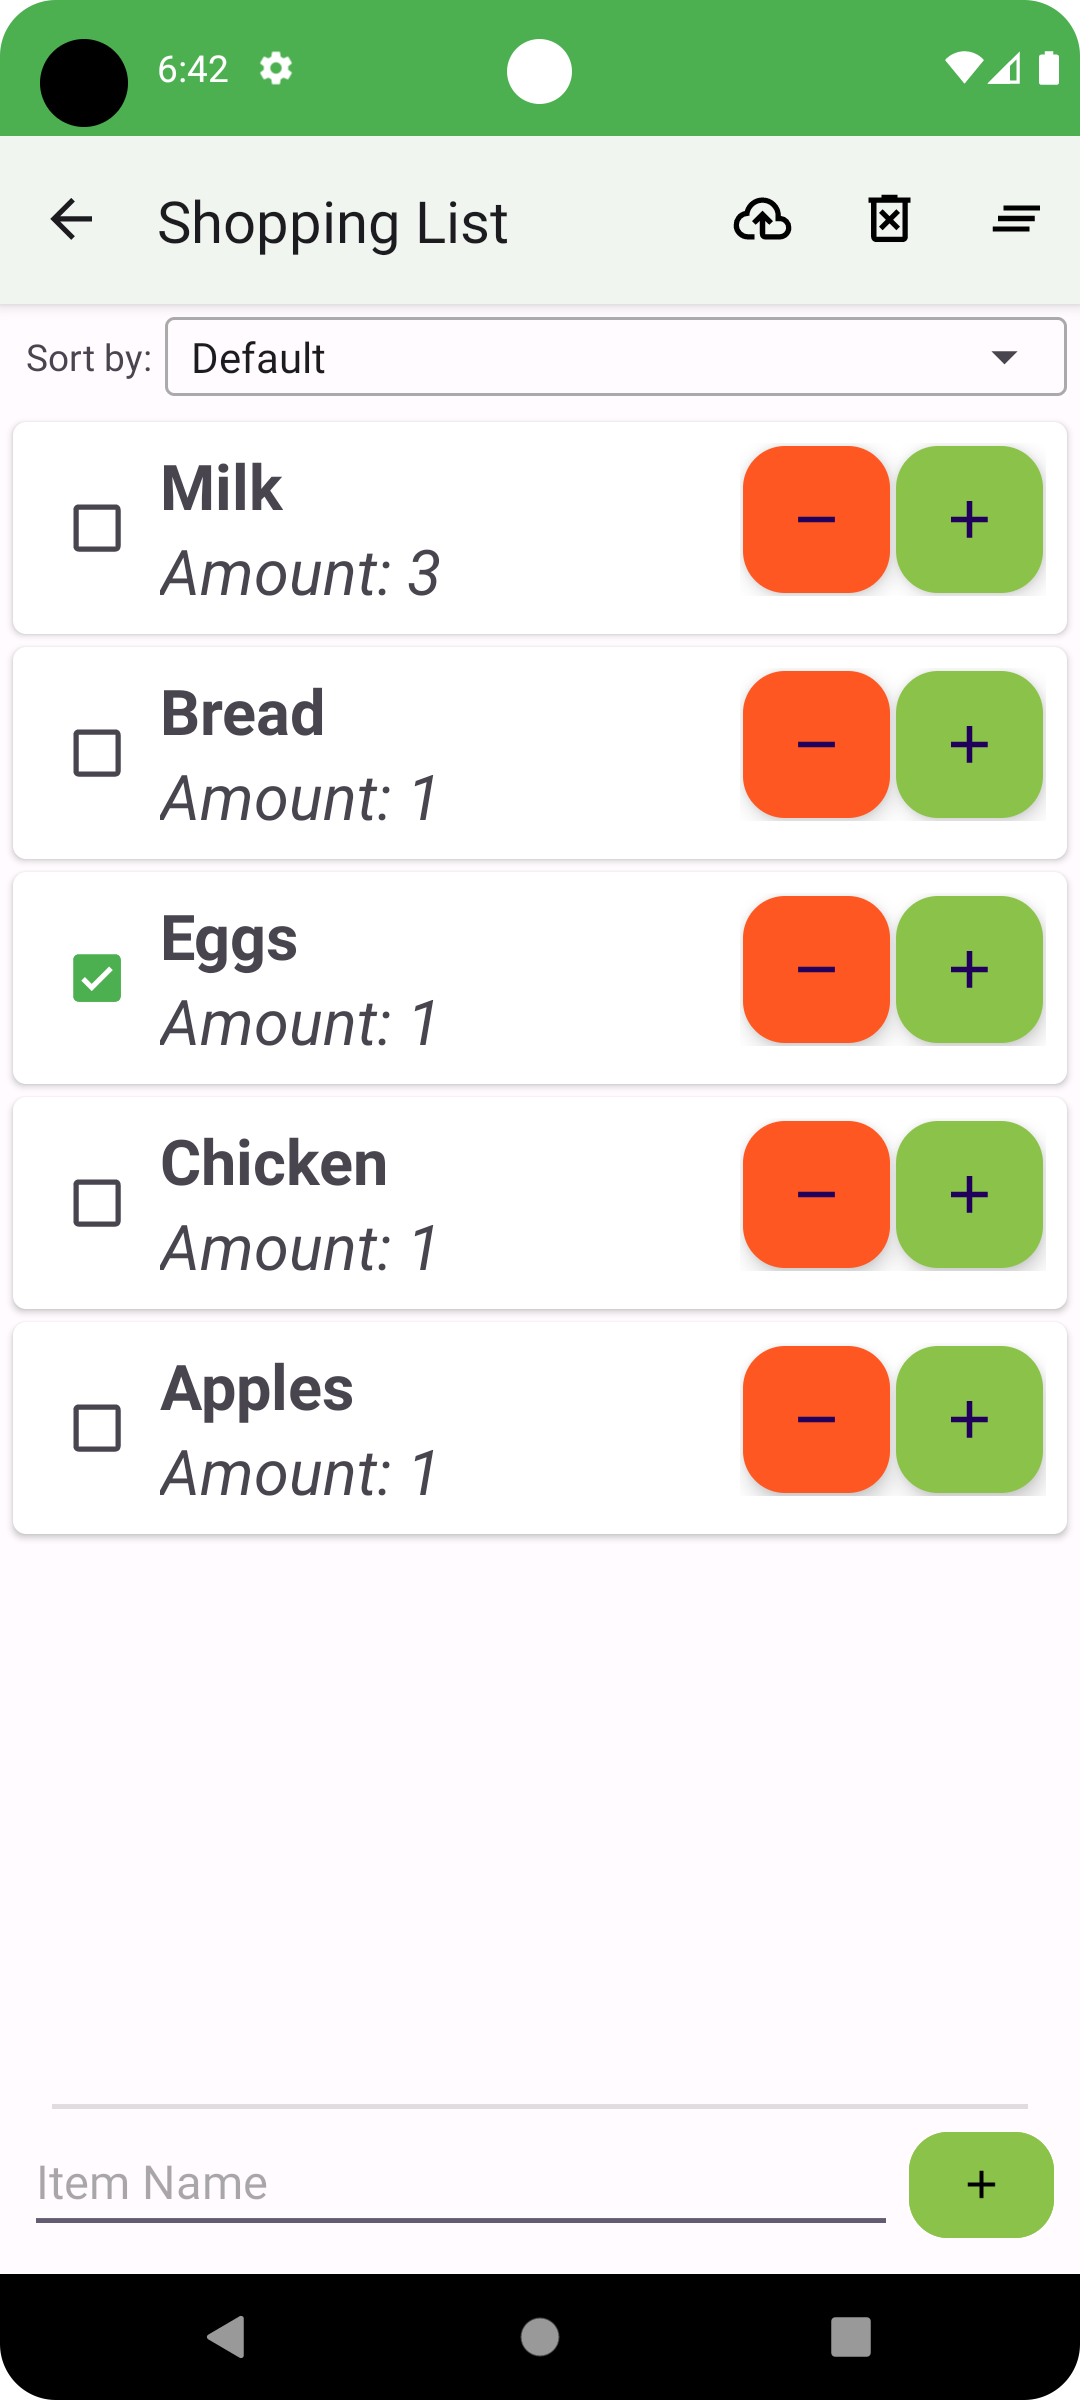 6:42
Shopping List
Sort by: Default
Milk
Amount: 3
Bread
Amount: 1
Eggs
Amount: 1
Chicken
Amount: 1
Apples
Amount: 1
Item Name